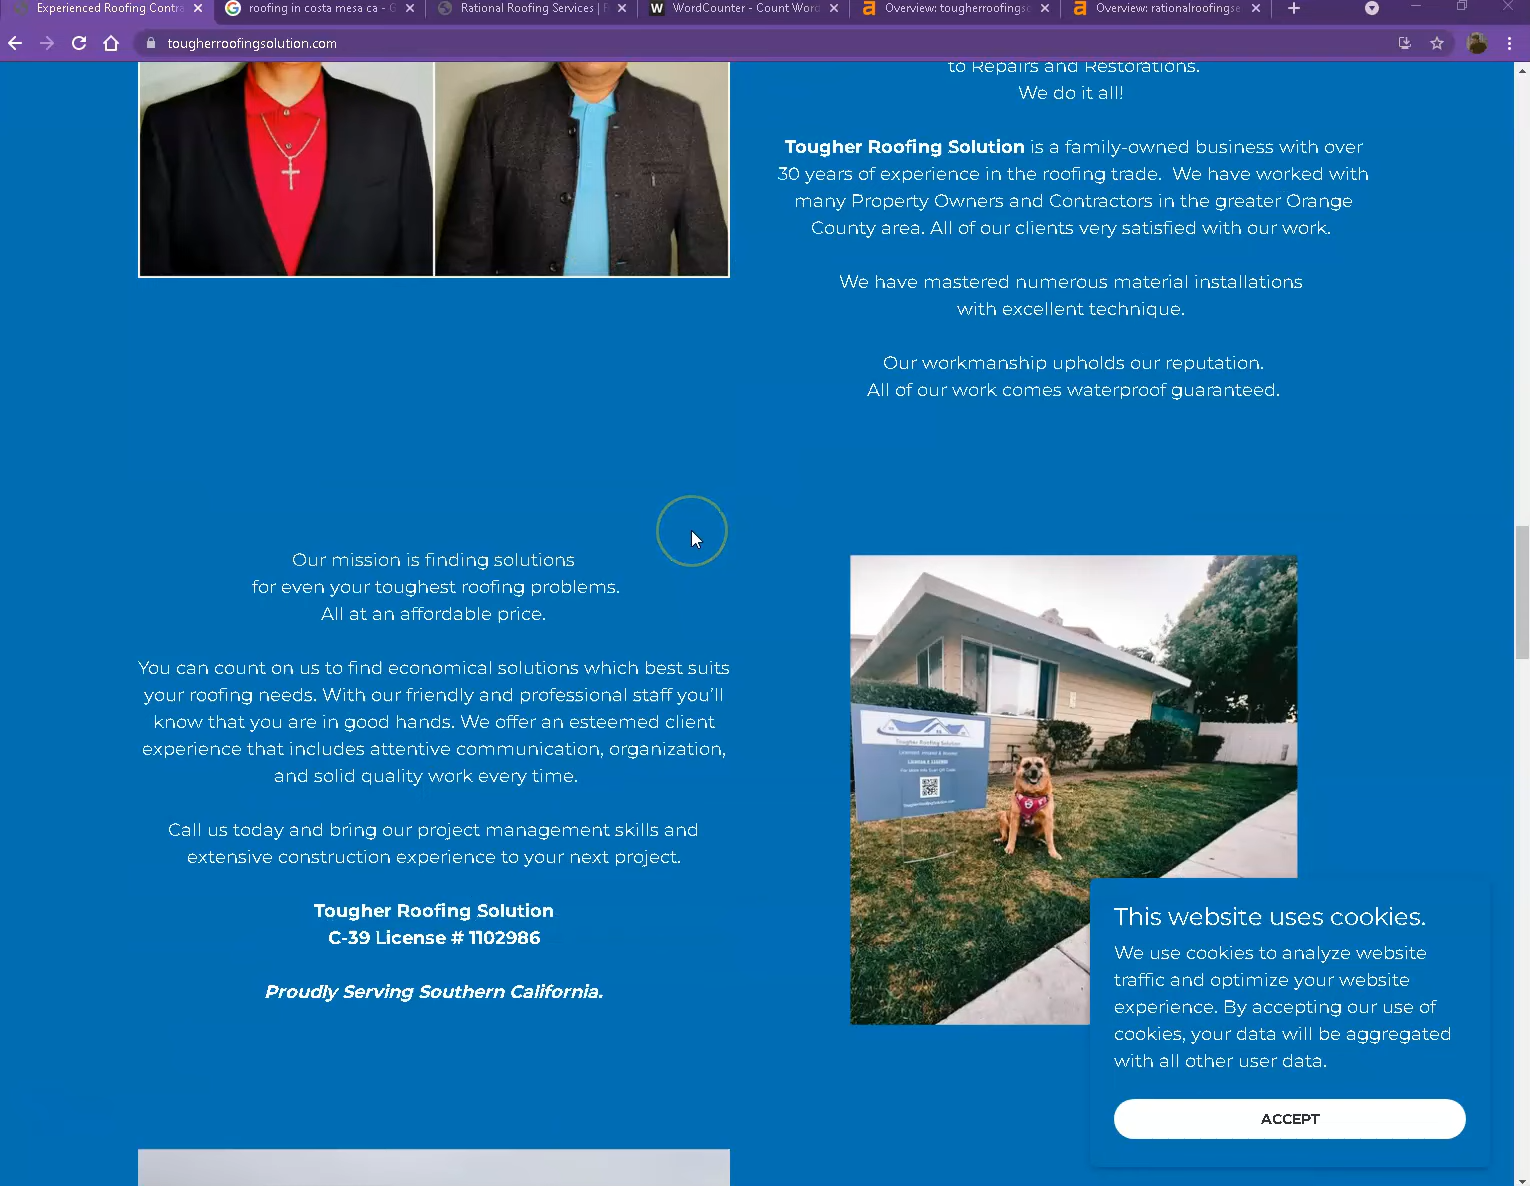 Experienced Roofing Contra
roofing in costa mesa ca - G
Rational Roofing Services |
WordCounter - Count Word
Overview: tougherroofingso
Overview: rationalroofingse
tougherroofingsolution.com
to Repairs and Restorations.
We do it all!
Tougher Roofing Solution is a family-owned business with over
30 years of experience in the roofing trade. We have worked with
many Property Owners and Contractors in the greater Orange
County area. All of our clients very satisfied with our work.
We have mastered numerous material installations
with excellent technique.
Our workmanship upholds our reputation.
All of our work comes waterproof guaranteed.
Our mission is finding solutions
for even your toughest roofing problems.
All at an affordable price.
You can count on us to find economical solutions which best suits
your roofing needs. With our friendly and professional staff you'll
know that you are in good hands. We offer an esteemed client
experience that includes attentive communication, organization,
and solid quality work every time.
Call us today and bring our project management skills and
extensive construction experience to your next project.
Tougher Roofing Solution
C-39 License # 1102986
Proudly Serving Southern California.
Tougher Roofing Solution
tougherroofingsolution.com
This website uses cookies.
We use cookies to analyze website
traffic and optimize your website
experience. By accepting our use of
cookies, your data will be aggregated
with all other user data.
ACCEPT